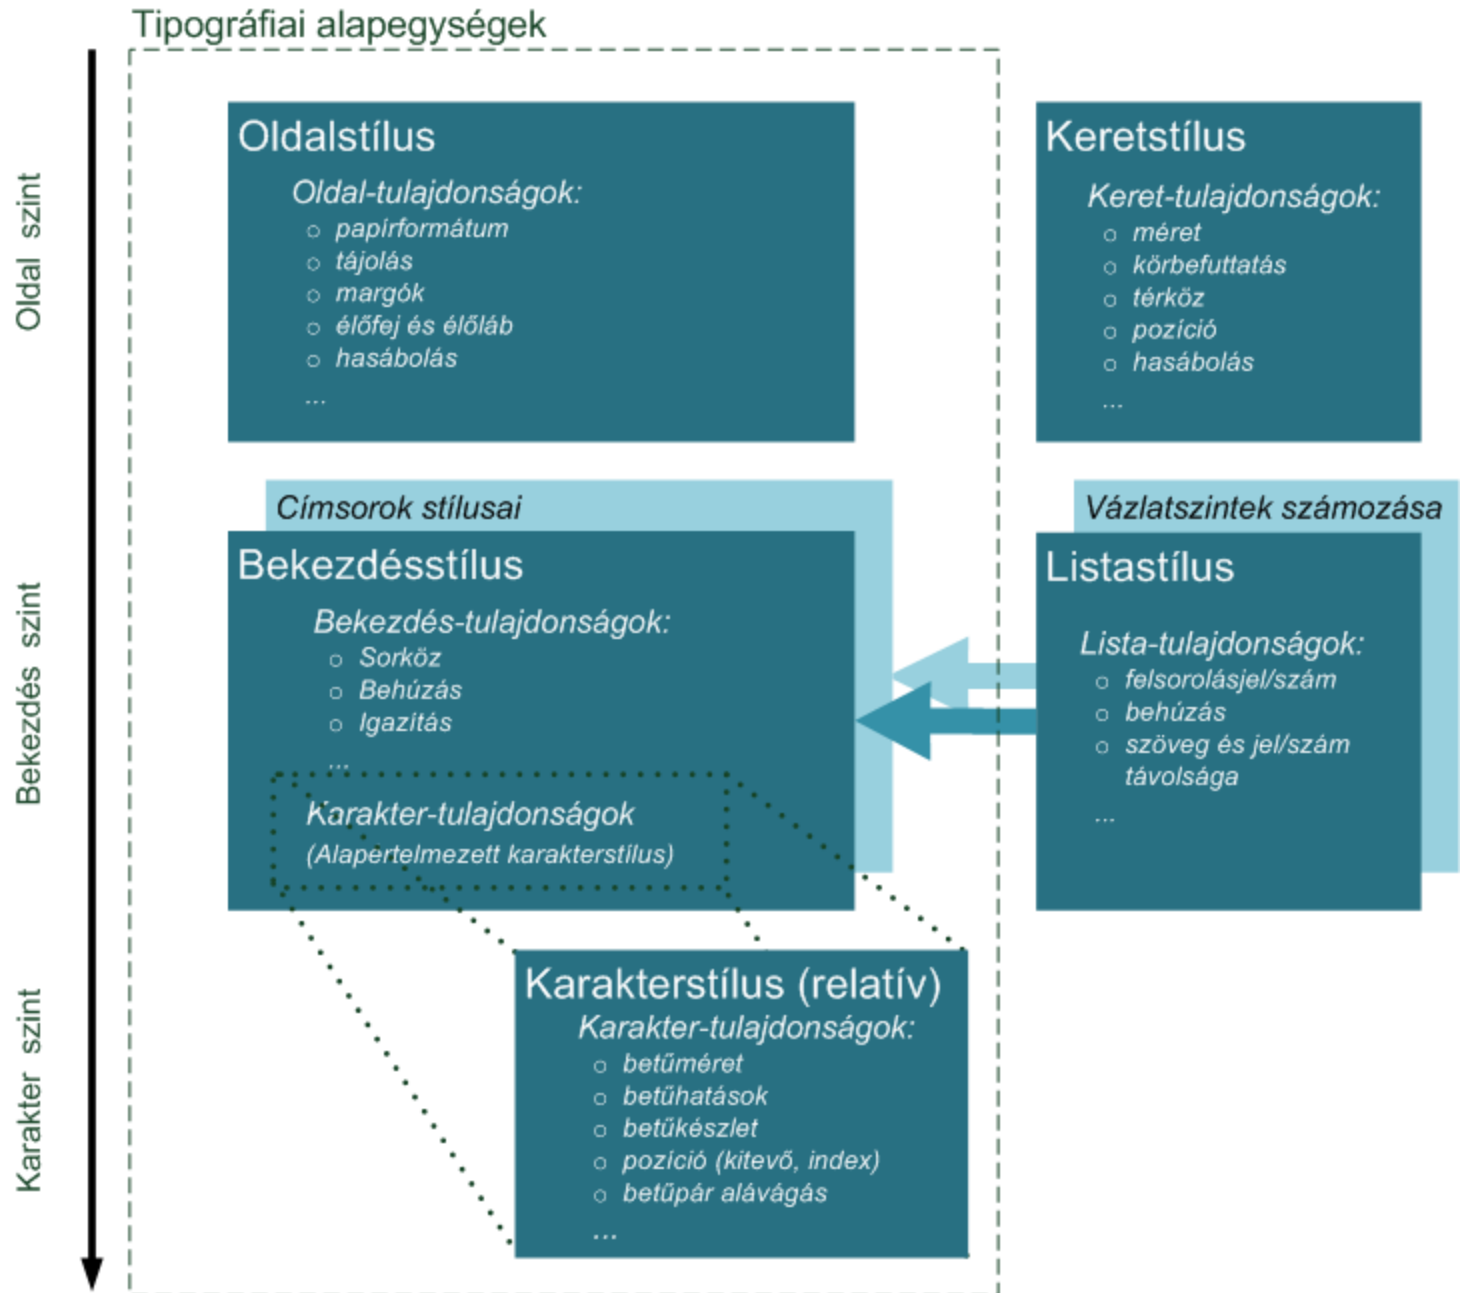 Tipográfiai alapegységek
Oldal szint
Oldalstílus
Oldal-tulajdonságok:
papírformátum
tájolás
margók
élőfej és élőláb
hasábolás
...
Keretstílus
Keret-tulajdonságok:
méret
körbefuttatás
térköz
pozíció
hasábolás
...
Bekezdés szint
Címsorok stílusai
Bekezdésstílus
Bekezdés-tulajdonságok:
Sorköz
Behúzás
Igazítás
...
Karakter-tulajdonságok
(Alapértelmezett karakterstílus)
Vázlatszintek számozása
Listastílus
Lista-tulajdonságok:
felsorolásjel/szám
behúzás
szöveg és jel/szám
távolsága
...
Karakter szint
Karakterstílus (relatív)
Karakter-tulajdonságok:
betűméret
betűhatások
betűkészlet
pozíció (kitevő, index)
betűpár alávágás
...